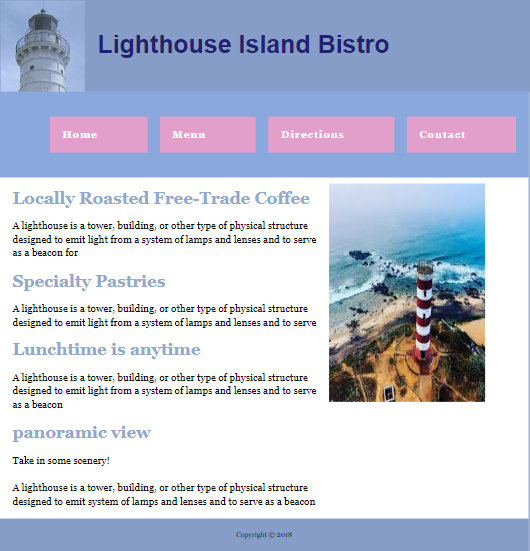 Lighthouse Island Bistro
Home Menu Directions Contact
Locally Roasted Free-Trade Coffee
A lighthouse is a tower, building, or other type of physical structure
designed to emit light from a system of lamps and lenses and to serve
as a beacon for
Specialty Pastries
A lighthouse is a tower, building, or other type of physical structure
designed to emit light from a system of lamps and lenses and to serve
Lunchtime is anytime
A lighthouse is a tower, building, or other type of physical structure
designed to emit light from a system of lamps and lenses and to serve
as a beacon
panoramic view
Take in some scenery!
A lighthouse is a tower, building, or other type of physical structure
designed to emit system of lamps and lenses and to serve as a beacon
Copyright © 2018